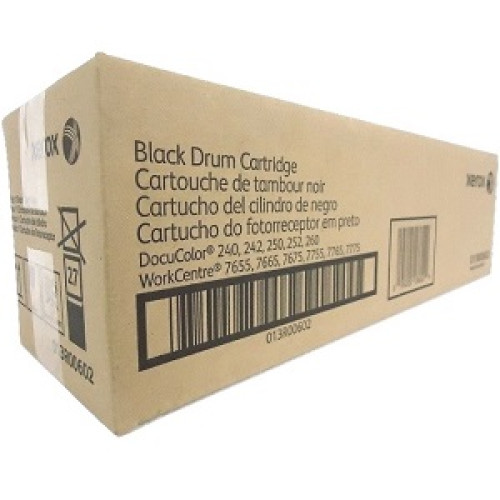 xerox
27
013R00602
Black Drum Cartridge
Cartouche de tambour noir
Cartucho del cilindro de negro
Cartucho do fotorreceptor em preto
DocuColor® 240, 242, 250, 252, 260
WorkCentre® 7655, 7665, 7675, 7755, 7765, 7775
013R00602
xerox